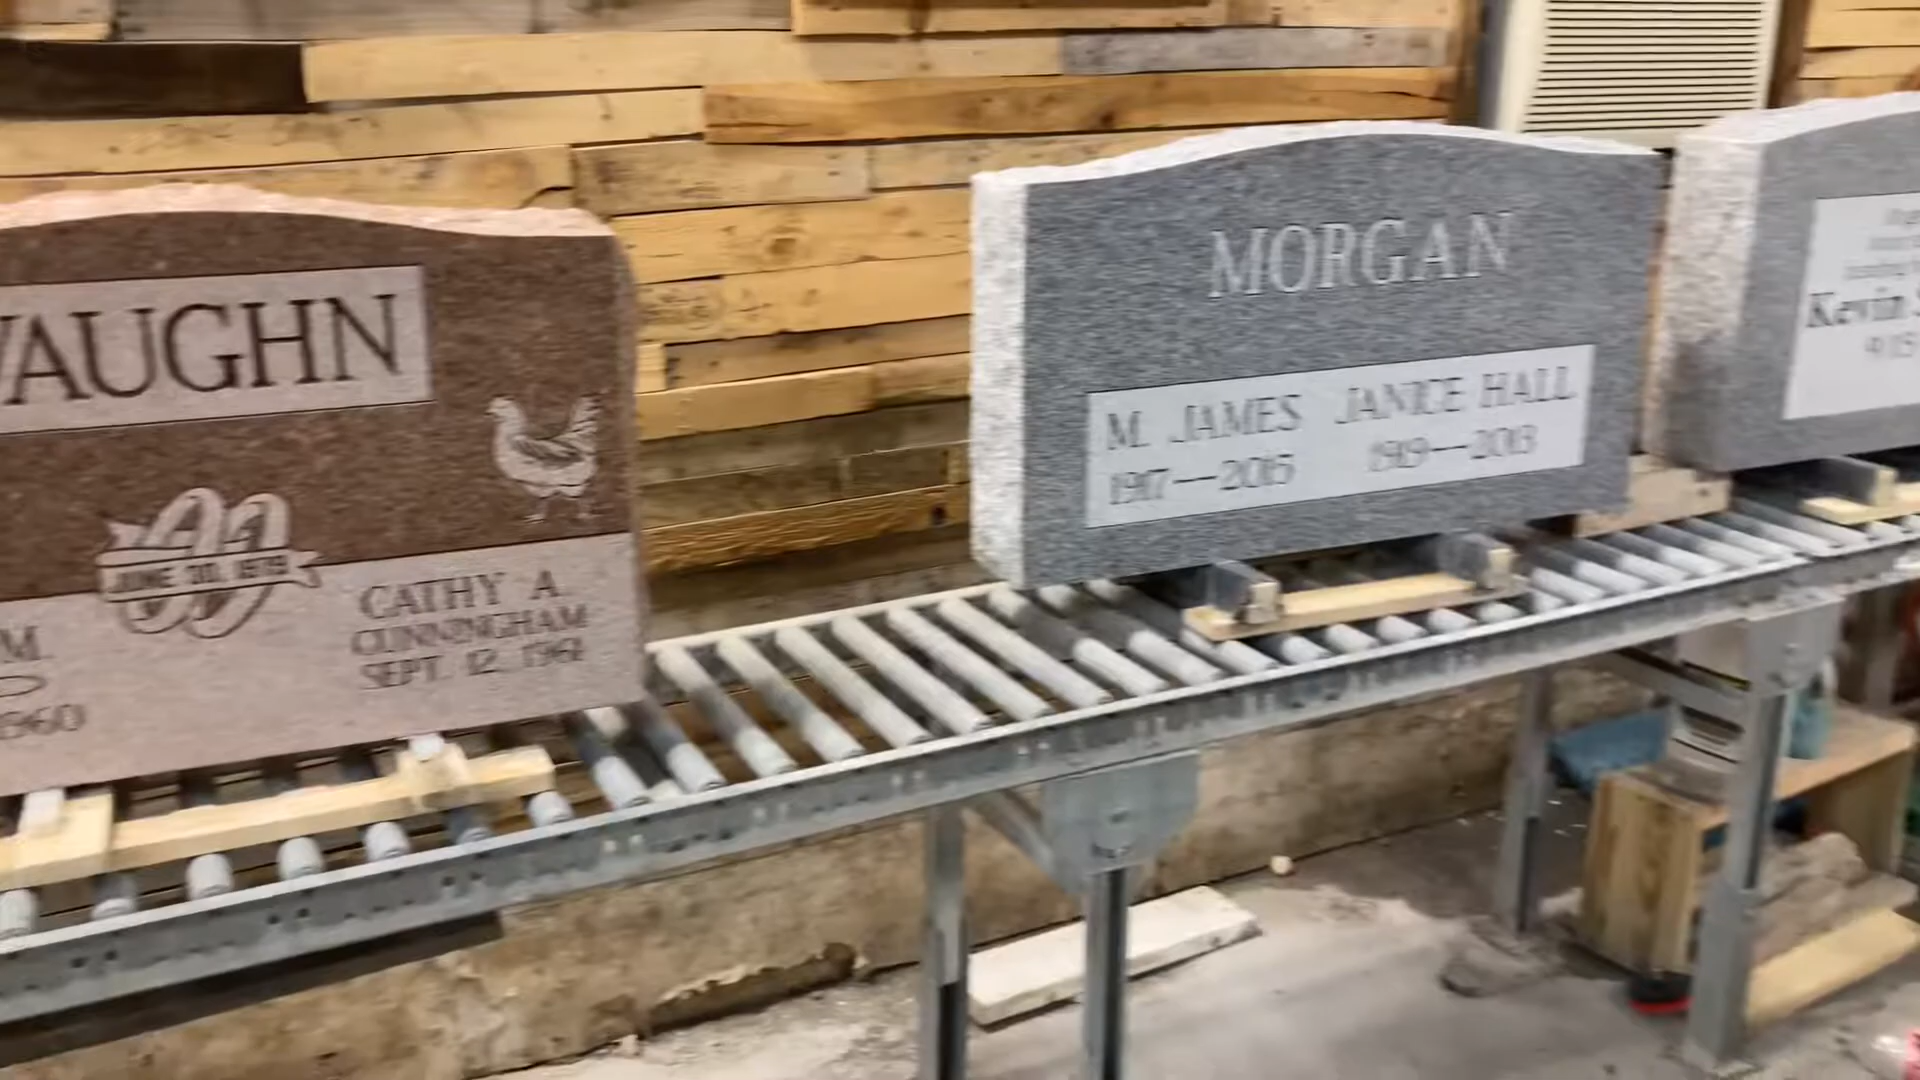 VAUGHN
JUNE 30, 1979
M.
1960
CATHY A.
CUNNINGHAM
SEPT. 12, 1961
MORGAN
M. JAMES JANICE HALL
1917—2015 1919—2013
Kevin